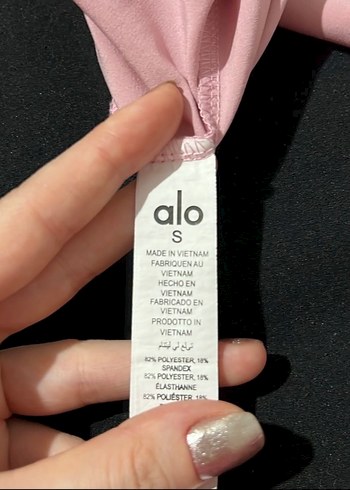 alo
S
MADE IN VIETNAM
FABRIQUEN AU
VIETNAM
HECHO EN
VIETNAM
FABRICADO EN
VIETNAM
PRODOTTO IN
VIETNAM
82% POLYESTER, 18%
SPANDEX
82% POLYESTER, 18%
ÉLASTHANNE
82% POLIÉSTER, 18%